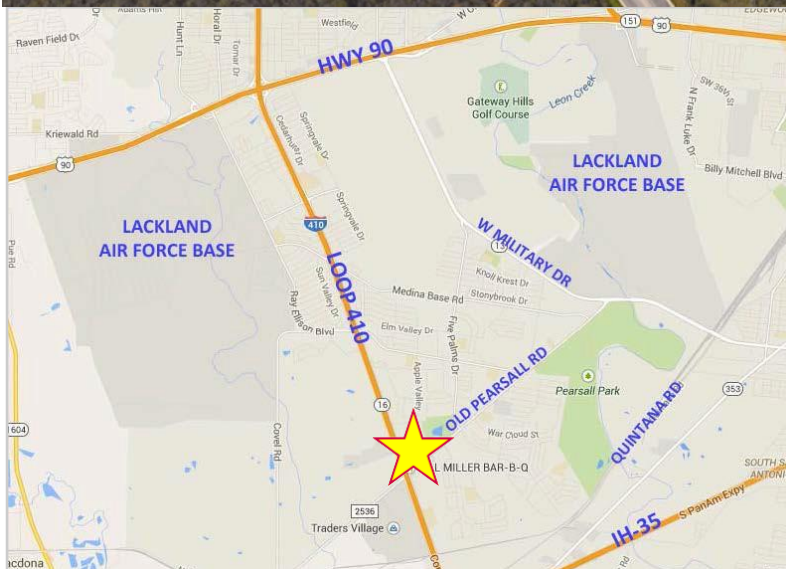 Adams Hill
Westfield
151
90
Raven Field Dr
Hunt Ln
Horal Dr
Tomar Dr
HWY 90
Gateway Hills
Golf Course
Leon Creek
SW 36th St
N Frank Luke Dr
Kriewald Rd
90
Cedarhurst Dr
Springvale Dr
LACKLAND
AIR FORCE BASE
Billy Mitchell Blvd
Springvale Dr
410
LACKLAND
AIR FORCE BASE
W MILITARY DR
13
Pue Rd
LOOP 410
Sun Valley Dr
Ray Ellison Blvd
Medina Base Rd
Knoll Krest Dr
Stonybrook Dr
Elm Valley Dr
Five Palms Dr
Apple Valley
OLD PEARSALL RD
Pearsall Park
353
QUINTANA RD
16
1604
Covel Rd
War Cloud St
L MILLER BAR-B-Q
SOUTH S
ANTONI
2536
Traders Village
IH-35
S PanAm Expy
Rd
acdona